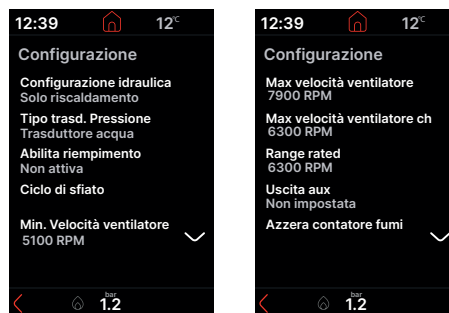 12:39 12°C
Configurazione
Configurazione idraulica
Solo riscaldamento
Tipo trasd. Pressione
Trasduttore acqua
Abilita riempimento
Non attiva
Ciclo di sfiato
Min. Velocità ventilatore
5100 RPM
bar
1.2
12:39 12°C
Configurazione
Max velocità ventilatore
7900 RPM
Max velocità ventilatore ch
6300 RPM
Range rated
6300 RPM
Uscita aux
Non impostata
Azzera contatore fumi
bar
1.2